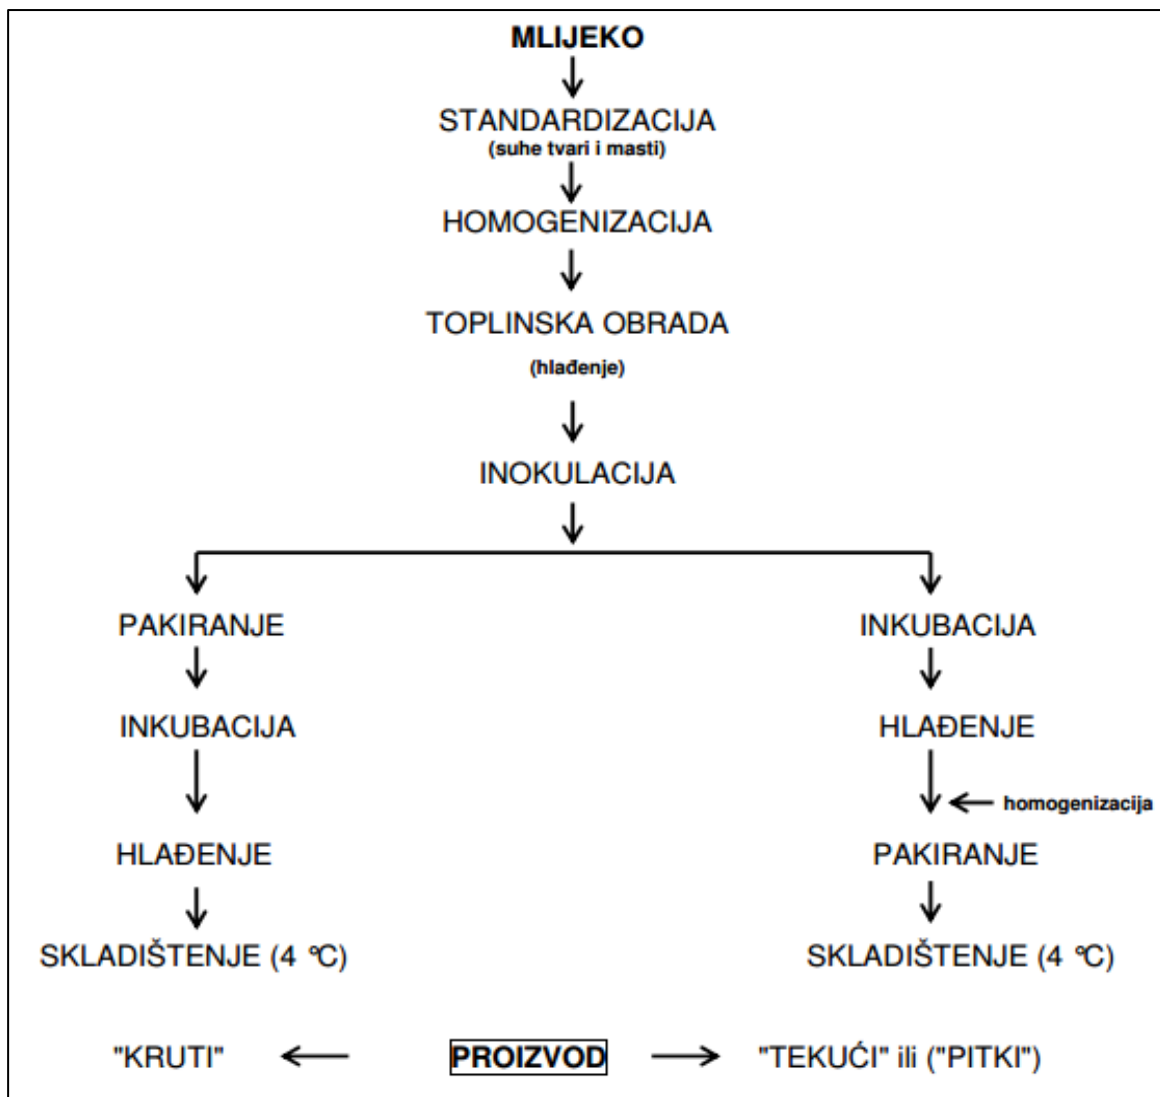 MLIJEKO
STANDARDIZACIJA
(suhe tvari i masti)
HOMOGENIZACIJA
TOPLINSKA OBRADA
(hlađenje)
INOKULACIJA
PAKIRANJE
INKUBACIJA
HLAĐENJE
SKLADIŠTENJE (4 °C)
INKUBACIJA
HLAĐENJE
homogenizacija
PAKIRANJE
SKLADIŠTENJE (4 °C)
"KRUTI"
PROIZVOD
"TEKUĆI" ili ("PITKI")